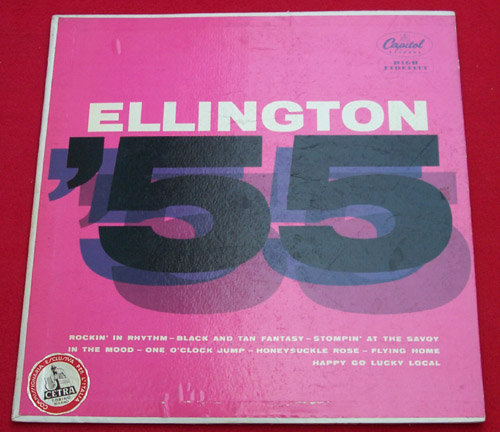 Capitol
RECORDS
HIGH
FIDELITY
ELLINGTON
'55
ROCKIN' IN RHYTHM – BLACK AND TAN FANTASY – STOMPIN' AT THE SAVOY
IN THE MOOD – ONE O'CLOCK JUMP – HONEYSUCKLE ROSE – FLYING HOME
HAPPY GO LUCKY LOCAL
CETRA